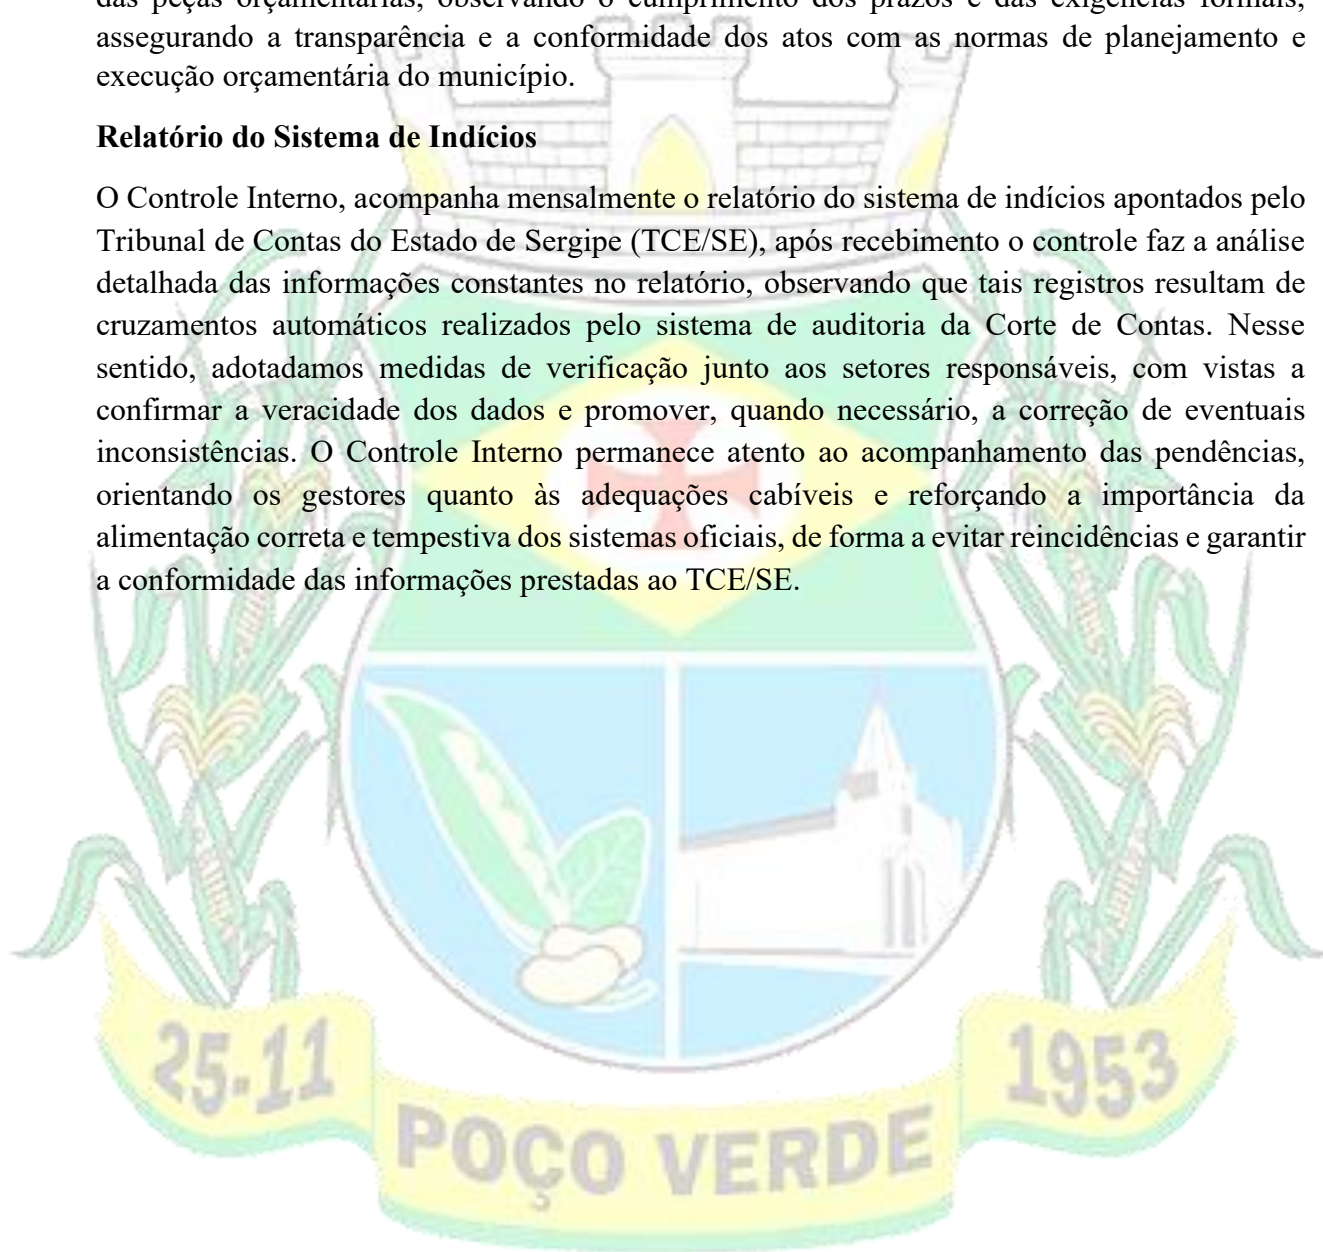 das peças orçamentárias, observando o cumprimento dos prazos e das exigências formais,
assegurando a transparência e a conformidade dos atos com as normas de planejamento e
execução orçamentária do município.
Relatório do Sistema de Indícios
O Controle Interno, acompanha mensalmente o relatório do sistema de indícios apontados pelo
Tribunal de Contas do Estado de Sergipe (TCE/SE), após recebimento o controle faz a análise
detalhada das informações constantes no relatório, observando que tais registros resultam de
cruzamentos automáticos realizados pelo sistema de auditoria da Corte de Contas. Nesse
sentido, adotadamos medidas de verificação junto aos setores responsáveis, com vistas a
confirmar a veracidade dos dados e promover, quando necessário, a correção de eventuais
inconsistências. O Controle Interno permanece atento ao acompanhamento das pendências,
orientando os gestores quanto às adequações cabíveis e reforçando a importância da
alimentação correta e tempestiva dos sistemas oficiais, de forma a evitar reincidências e garantir
a conformidade das informações prestadas ao TCE/SE.
25.11
1953
POÇO VERDE